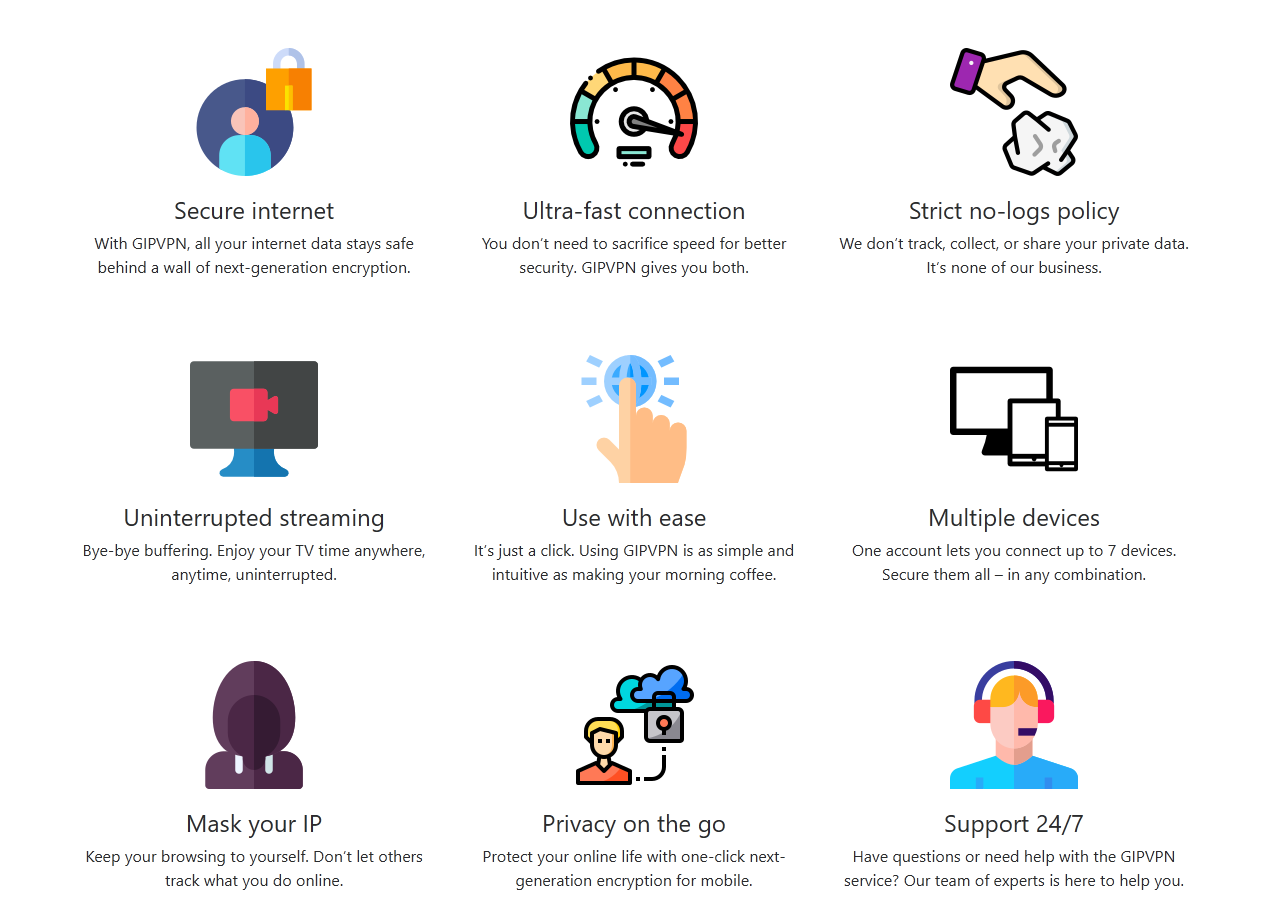 Secure internet
With GIPVPN, all your internet data stays safe
behind a wall of next-generation encryption.
Ultra-fast connection
You don’t need to sacrifice speed for better
security. GIPVPN gives you both.
Strict no-logs policy
We don’t track, collect, or share your private data.
It’s none of our business.
Uninterrupted streaming
Bye-bye buffering. Enjoy your TV time anywhere,
anytime, uninterrupted.
Use with ease
It’s just a click. Using GIPVPN is as simple and
intuitive as making your morning coffee.
Multiple devices
One account lets you connect up to 7 devices.
Secure them all – in any combination.
Mask your IP
Keep your browsing to yourself. Don’t let others
track what you do online.
Privacy on the go
Protect your online life with one-click next-
generation encryption for mobile.
Support 24/7
Have questions or need help with the GIPVPN
service? Our team of experts is here to help you.